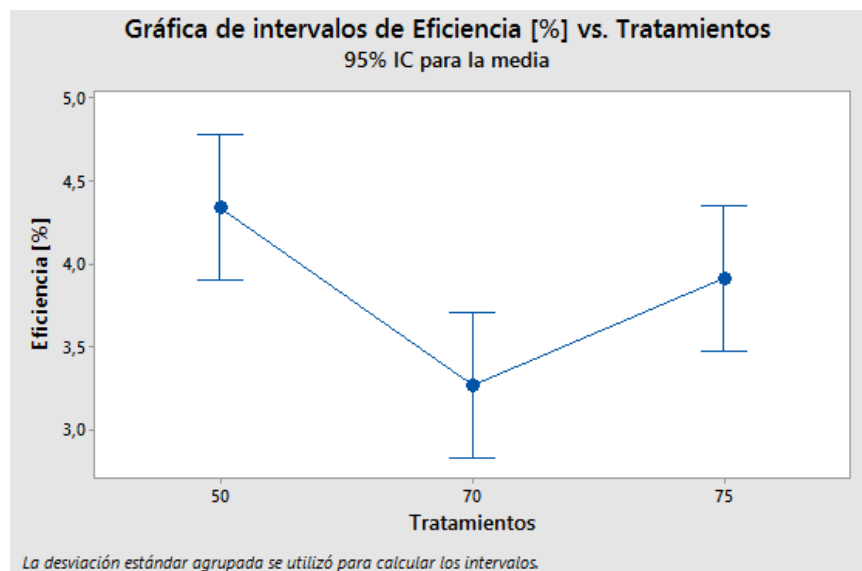 Gráfica de intervalos de Eficiencia [%] vs. Tratamientos
95% IC para la media
5,0
4,5
4,0
3,5
3,0
Eficiencia [%]
50
70
75
Tratamientos
La desviación estándar agrupada se utilizó para calcular los intervalos.